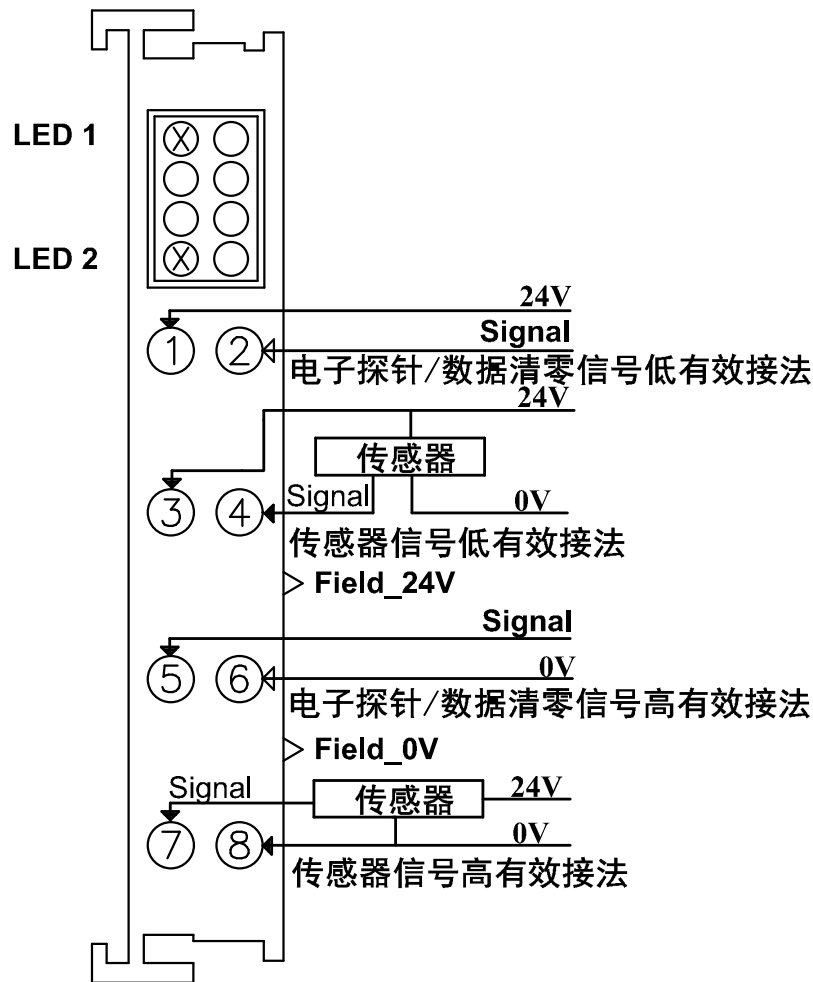 LED 1
LED 2
24V
Signal
1 2
电子探针/数据清零信号低有效接法
24V
传感器
Signal
0V
3 4
传感器信号低有效接法
Field_24V
Signal
0V
5 6
电子探针/数据清零信号高有效接法
Field_0V
Signal
传感器
24V
0V
7 8
传感器信号高有效接法